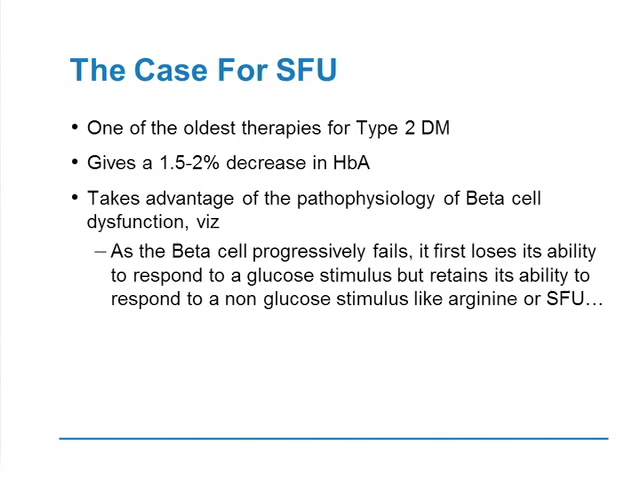 The Case For SFU
• One of the oldest therapies for Type 2 DM
• Gives a 1.5-2% decrease in HbA
• Takes advantage of the pathophysiology of Beta cell
dysfunction, viz
– As the Beta cell progressively fails, it first loses its ability
to respond to a glucose stimulus but retains its ability to
respond to a non glucose stimulus like arginine or SFU…